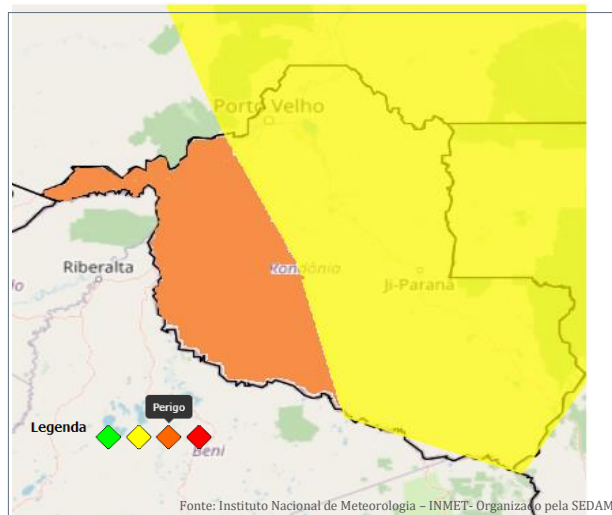 Porto Velho
Riberalta
Rondônia
Ji-Paraná
Perigo
Legenda
Beni
Fonte: Instituto Nacional de Meteorologia – INMET- Organizado pela SEDAM